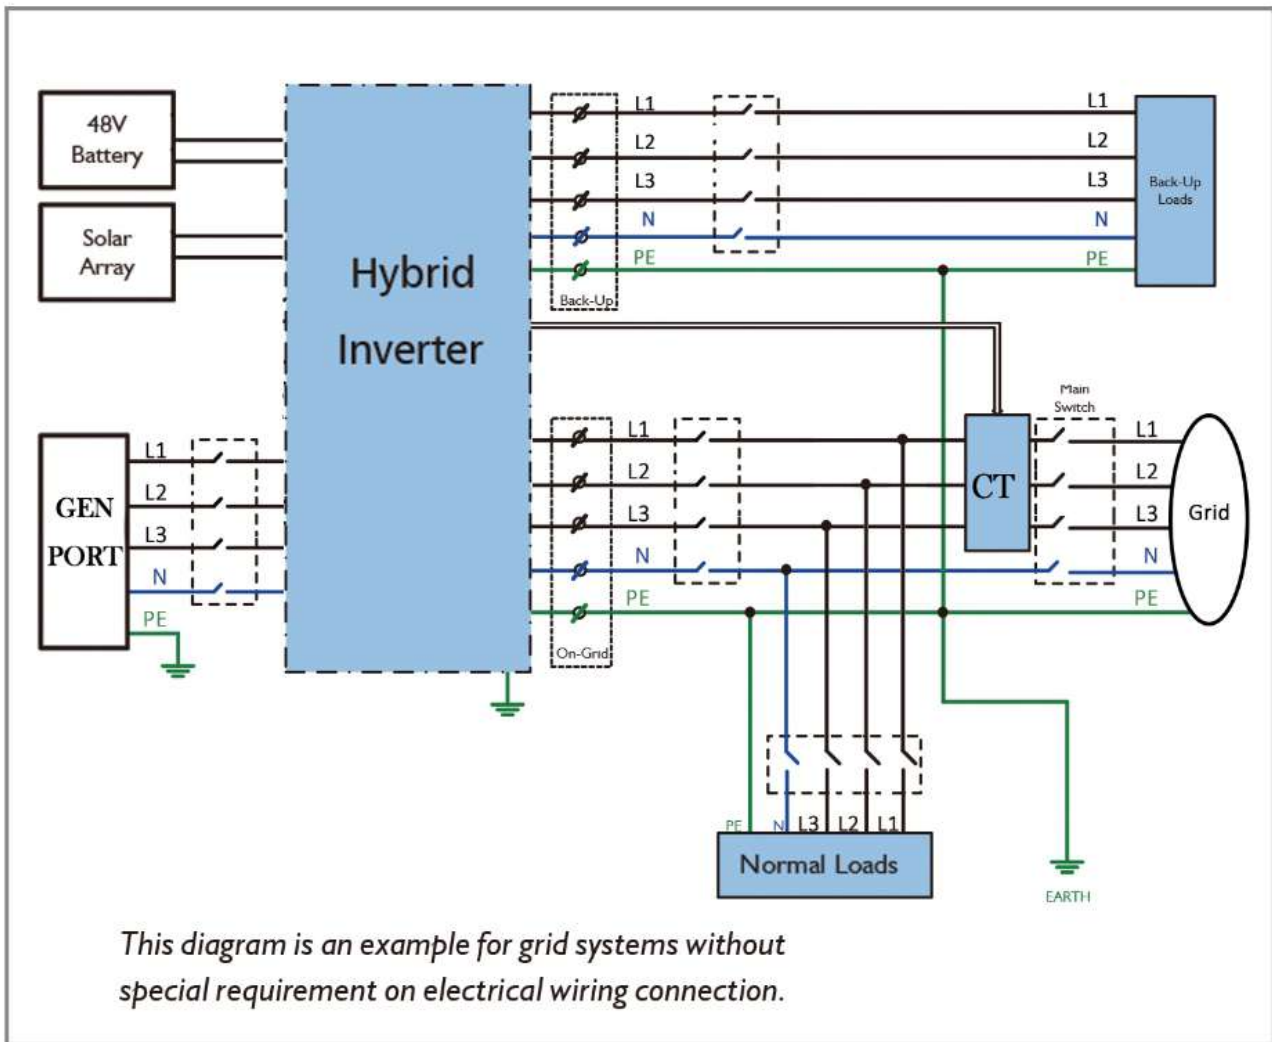 48V
Battery
Solar
Array
Hybrid
Inverter
L1
L2
L3
N
PE
Back-Up
L1
L2
L3
N
PE
Back-Up
Loads
GEN
PORT
L1
L2
L3
N
PE
L1
L2
L3
N
PE
On-Grid
CT
Main
Switch
L1
L2
L3
N
PE
Grid
PE N L3 L2 L1
Normal Loads
EARTH
This diagram is an example for grid systems without
special requirement on electrical wiring connection.